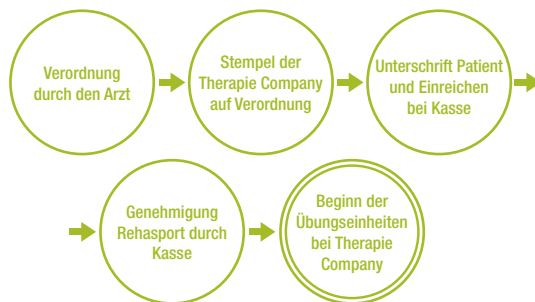 Verordnung
durch den Arzt
Stempel der
Therapie Company
auf Verordnung
Unterschrift Patient
und Einreichen
bei Kasse
Genehmigung
Rehasport durch
Kasse
Beginn der
Übungseinheiten
bei Therapie
Company